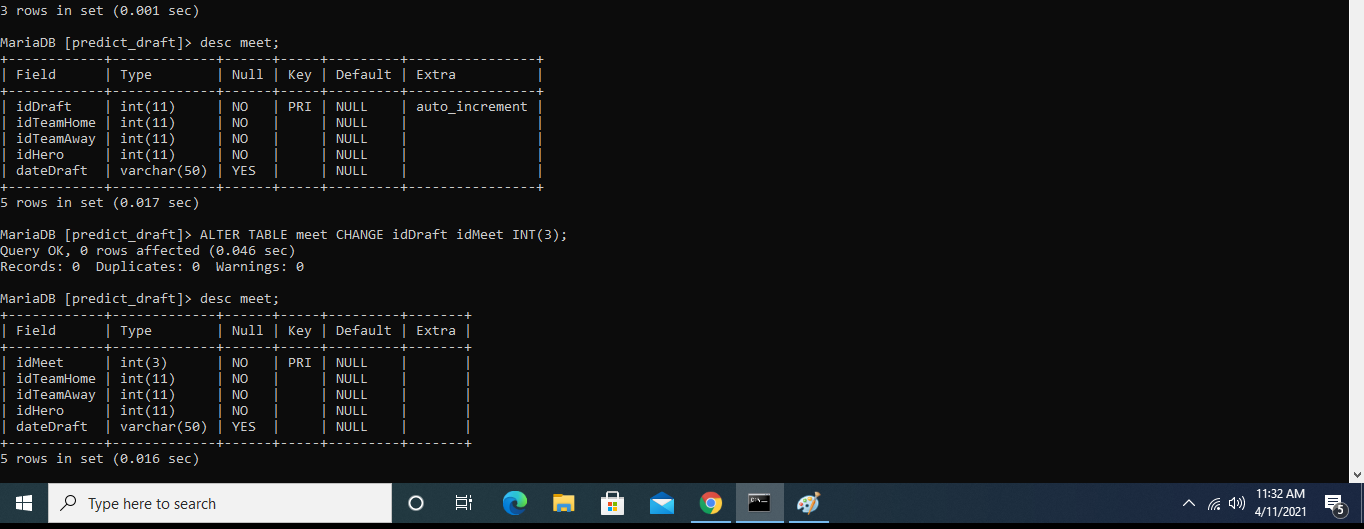 3 rows in set (0.001 sec)
MariaDB [predict_draft]> desc meet;
+------------+-------------+------+-----+---------+----------------+
| Field      | Type        | Null | Key | Default | Extra          |
+------------+-------------+------+-----+---------+----------------+
| idDraft    | int(11)     | NO   | PRI | NULL    | auto_increment |
| idTeamHome | int(11)     | NO   |     | NULL    |                |
| idTeamAway | int(11)     | NO   |     | NULL    |                |
| idHero     | int(11)     | NO   |     | NULL    |                |
| dateDraft  | varchar(50) | YES  |     | NULL    |                |
+------------+-------------+------+-----+---------+----------------+
5 rows in set (0.017 sec)
MariaDB [predict_draft]> ALTER TABLE meet CHANGE idDraft idMeet INT(3);
Query OK, 0 rows affected (0.046 sec)
Records: 0  Duplicates: 0  Warnings: 0
MariaDB [predict_draft]> desc meet;
+------------+-------------+------+-----+---------+-------+
| Field      | Type        | Null | Key | Default | Extra |
+------------+-------------+------+-----+---------+-------+
| idMeet     | int(3)      | NO   | PRI | NULL    |       |
| idTeamHome | int(11)     | NO   |     | NULL    |       |
| idTeamAway | int(11)     | NO   |     | NULL    |       |
| idHero     | int(11)     | NO   |     | NULL    |       |
| dateDraft  | varchar(50) | YES  |     | NULL    |       |
+------------+-------------+------+-----+---------+-------+
5 rows in set (0.016 sec)
Type here to search
11:32 AM
4/11/2021
5